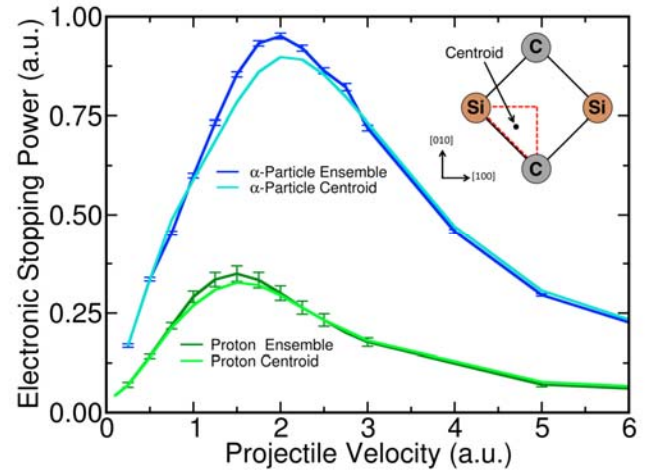 1.00
0.75
0.50
0.25
0.00
Electronic Stopping Power (a.u.)
C
Centroid
Si
Si
C
[010]
[100]
α-Particle Ensemble
α-Particle Centroid
Proton Ensemble
Proton Centroid
0 1 2 3 4 5 6
Projectile Velocity (a.u.)